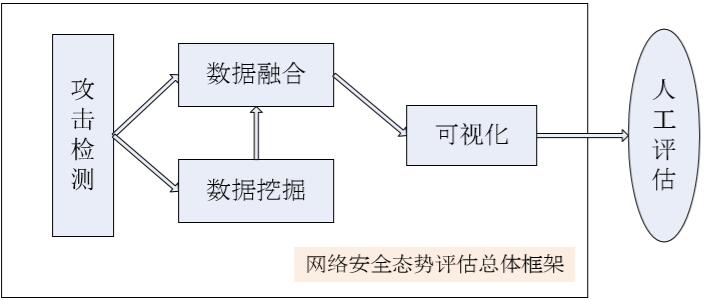 攻击检测
数据融合
数据挖掘
可视化
人工评估
网络安全态势评估总体框架